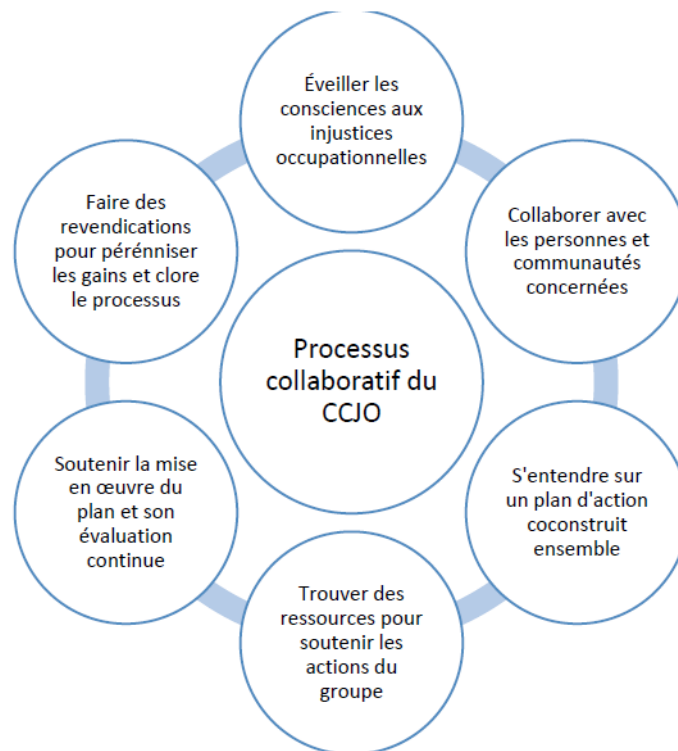 Éveiller les
consciences aux
injustices
occupationnelles
Collaborer avec
les personnes et
communautés
concernées
S'entendre sur
un plan d'action
coconstruit
ensemble
Trouver des
ressources pour
soutenir les
actions du
groupe
Soutenir la mise
en œuvre du
plan et son
évaluation
continue
Faire des
revendications
pour pérénniser
les gains et clore
le processus
Processus
collaboratif du
CCJO